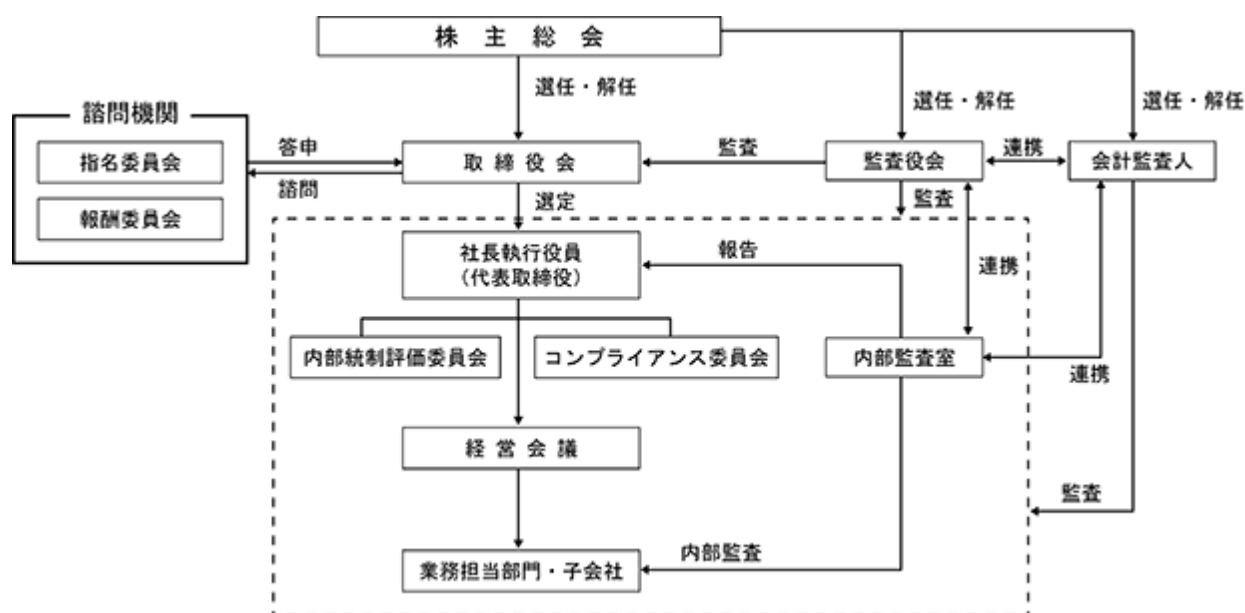 株主総会
選任・解任
選任・解任
選任・解任
諮問機関
指名委員会
報酬委員会
答申
諮問
取締役会
監査
監査役会
連携
会計監査人
選定
監査
社長執行役員
（代表取締役）
報告
連携
内部統制評価委員会
コンプライアンス委員会
内部監査室
連携
経営会議
監査
内部監査
業務担当部門・子会社